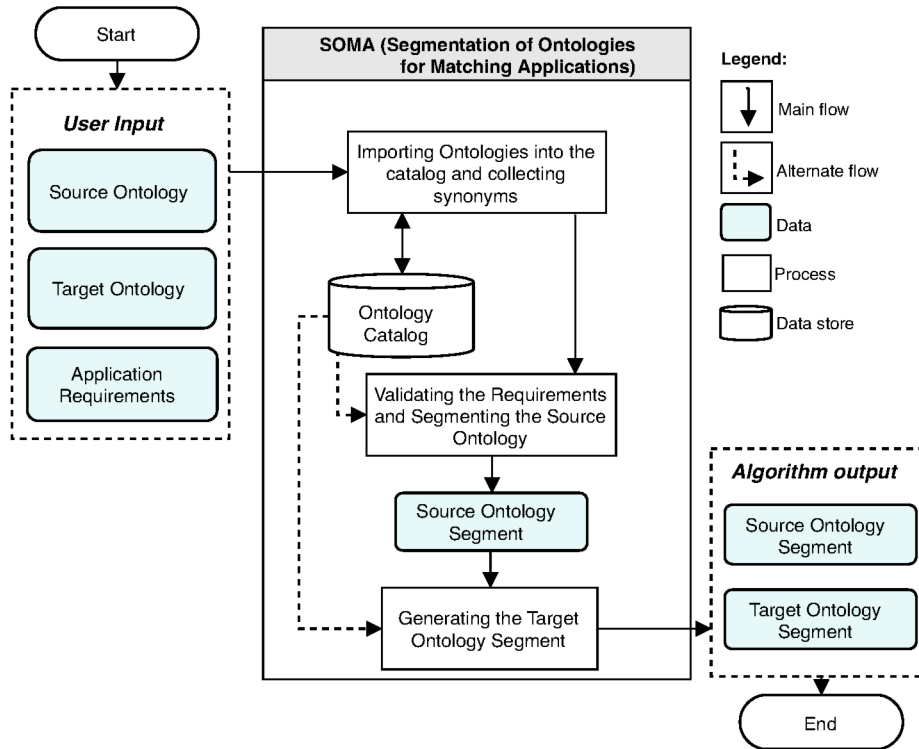 Start
User Input
Source Ontology
Target Ontology
Application
Requirements
SOMA (Segmentation of Ontologies
for Matching Applications)
Importing Ontologies into the
catalog and collecting
synonyms
Ontology
Catalog
Validating the Requirements
and Segmenting the Source
Ontology
Source Ontology
Segment
Generating the Target
Ontology Segment
Legend:
Main flow
Alternate flow
Data
Process
Data store
Algorithm output
Source Ontology
Segment
Target Ontology
Segment
End